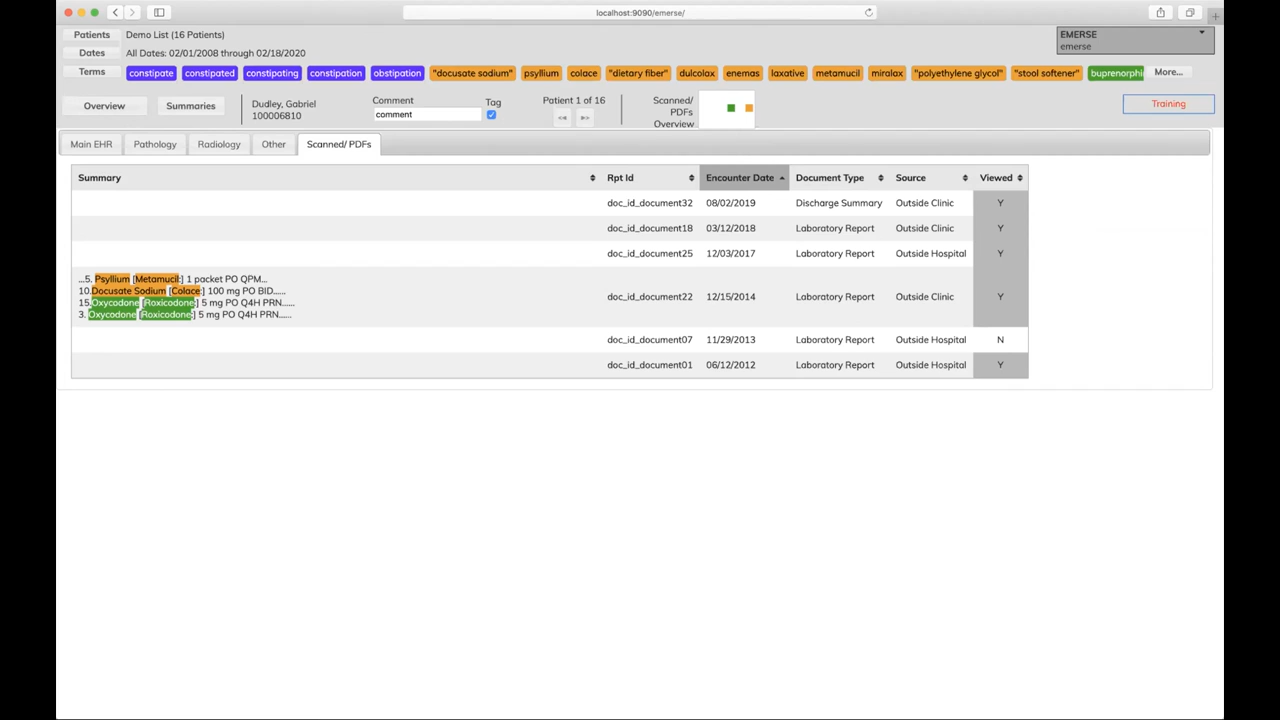 localhost:9090/emerse/
Patients Demo List (16 Patients)
EMERSE
emerse
Dates All Dates: 02/01/2008 through 02/18/2020
Terms constipate constipated constipating constipation obstipation "docusate sodium" psyllium colace "dietary fiber" dulcolax enemas laxative metamucil miralax "polyethylene glycol" "stool softener" buprenorphi More...
Overview Summaries
Dudley, Gabriel
100006810
Comment
comment
Tag
Patient 1 of 16
Scanned/
PDFs
Overview
Training
Main EHR Pathology Radiology Other Scanned/ PDFs
Summary Rpt Id Encounter Date Document Type Source Viewed
doc_id_document32 08/02/2019 Discharge Summary Outside Clinic Y
doc_id_document18 03/12/2018 Laboratory Report Outside Clinic Y
doc_id_document25 12/03/2017 Laboratory Report Outside Hospital Y
...5. Psyllium [Metamucil:] 1 packet PO QPM...
10.Docusate Sodium [Colace:] 100 mg PO BID......
15.Oxycodone [Roxicodone:] 5 mg PO Q4H PRN......
3. Oxycodone [Roxicodone:] 5 mg PO Q4H PRN......
doc_id_document22 12/15/2014 Laboratory Report Outside Clinic Y
doc_id_document07 11/29/2013 Laboratory Report Outside Hospital N
doc_id_document01 06/12/2012 Laboratory Report Outside Hospital Y